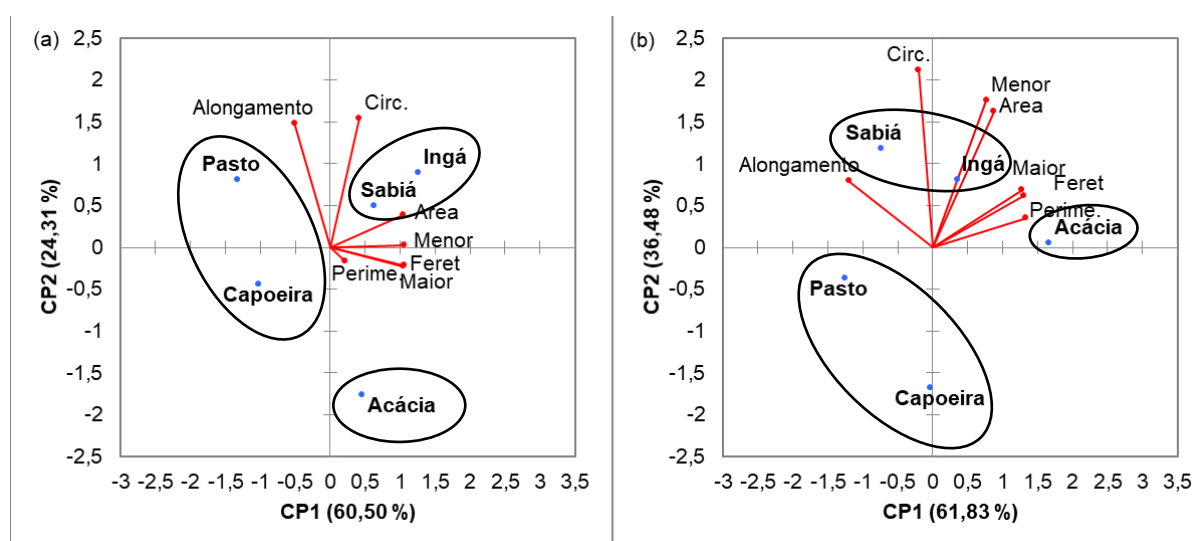 (a)
CP2 (24,31 %)
2,5
2
1,5
1
0,5
0
-0,5
-1
-1,5
-2
-2,5
Alongamento
Circ.
Pasto
Ingá
Sabiá
Area
Menor
Feret
Perime.
Maior
Capoeira
Acácia
-3 -2,5 -2 -1,5 -1 -0,5 0 0,5 1 1,5 2 2,5 3 3,5
CP1 (60,50 %)
(b)
CP2 (36,48 %)
2,5
2
1,5
1
0,5
0
-0,5
-1
-1,5
-2
-2,5
Circ.
Menor
Area
Sabiá
Alongamento
Ingá
Maior
Feret
Perime.
Acácia
Pasto
Capoeira
-3 -2,5 -2 -1,5 -1 -0,5 0 0,5 1 1,5 2 2,5 3 3,5
CP1 (61,83 %)